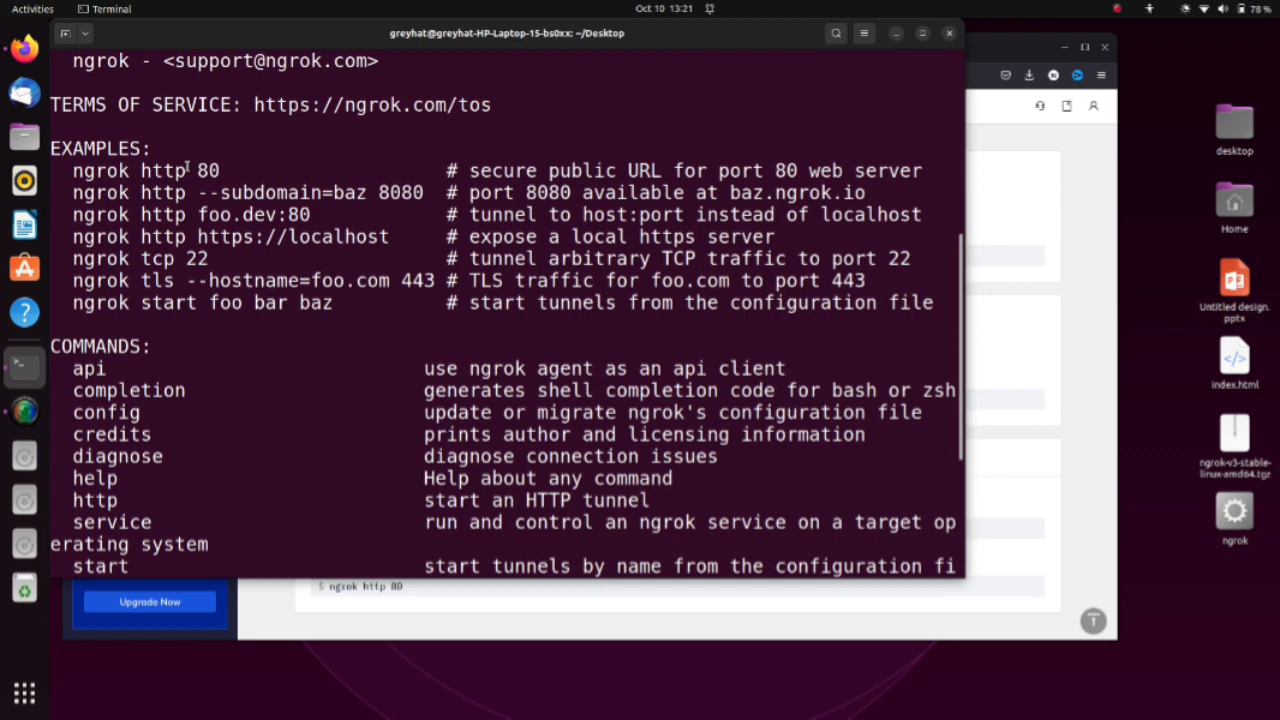 Activities
Terminal
Oct 10 13:21
78 %
greyhat@greyhat-HP-Laptop-15-bs0xx: ~/Desktop
ngrok - <support@ngrok.com>
TERMS OF SERVICE: https://ngrok.com/tos
EXAMPLES:
ngrok http 80 # secure public URL for port 80 web server
ngrok http --subdomain=baz 8080 # port 8080 available at baz.ngrok.io
ngrok http foo.dev:80 # tunnel to host:port instead of localhost
ngrok http https://localhost # expose a local https server
ngrok tcp 22 # tunnel arbitrary TCP traffic to port 22
ngrok tls --hostname=foo.com 443 # TLS traffic for foo.com to port 443
ngrok start foo bar baz # start tunnels from the configuration file
COMMANDS:
api use ngrok agent as an api client
completion generates shell completion code for bash or zsh
config update or migrate ngrok's configuration file
credits prints author and licensing information
diagnose diagnose connection issues
help Help about any command
http start an HTTP tunnel
service run and control an ngrok service on a target op
erating system
start start tunnels by name from the configuration fi
$ ngrok http 80
Upgrade Now
desktop
Home
Untitled design.
pptx
index.html
ngrok-v3-stable-
linux-amd64.tgz
ngrok